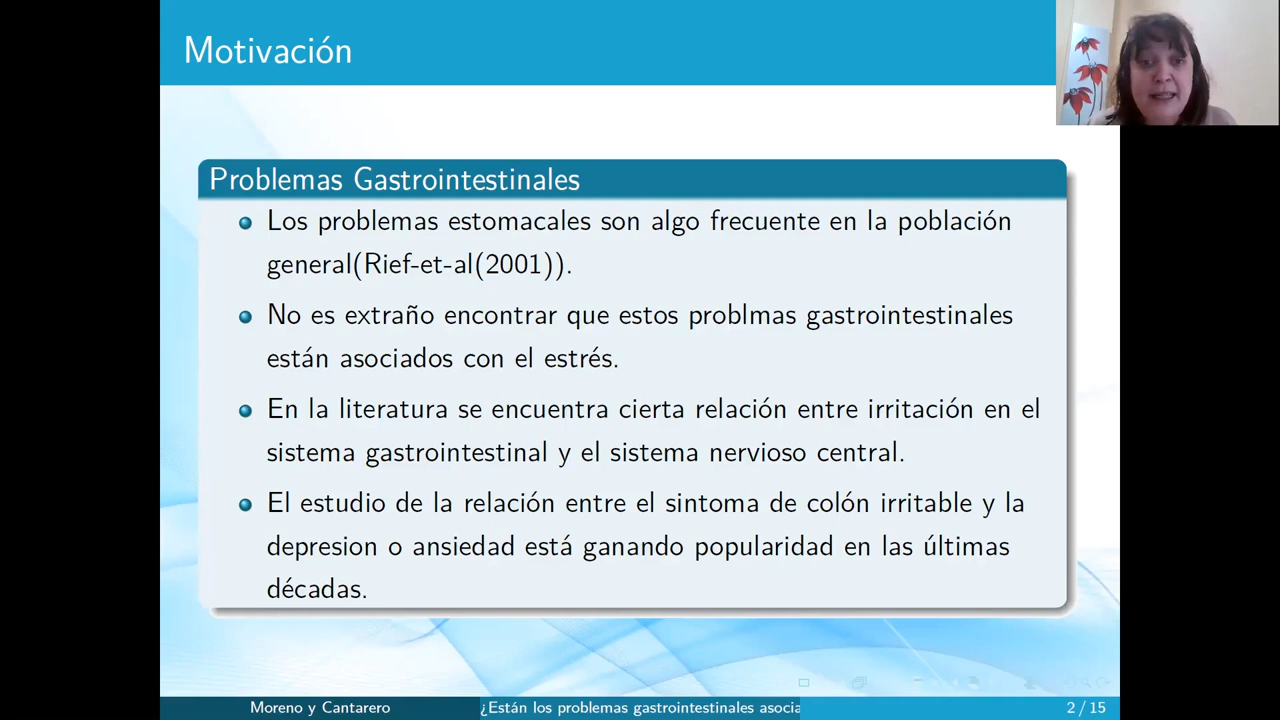 Motivación
Problemas Gastrointestinales
Los problemas estomacales son algo frecuente en la población
general(Rief-et-al(2001)).
No es extraño encontrar que estos problmas gastrointestinales
están asociados con el estrés.
En la literatura se encuentra cierta relación entre irritación en el
sistema gastrointestinal y el sistema nervioso central.
El estudio de la relación entre el sintoma de colón irritable y la
depresion o ansiedad está ganando popularidad en las últimas
décadas.
Moreno y Cantarero
¿Están los problemas gastrointestinales asocia
2 / 15